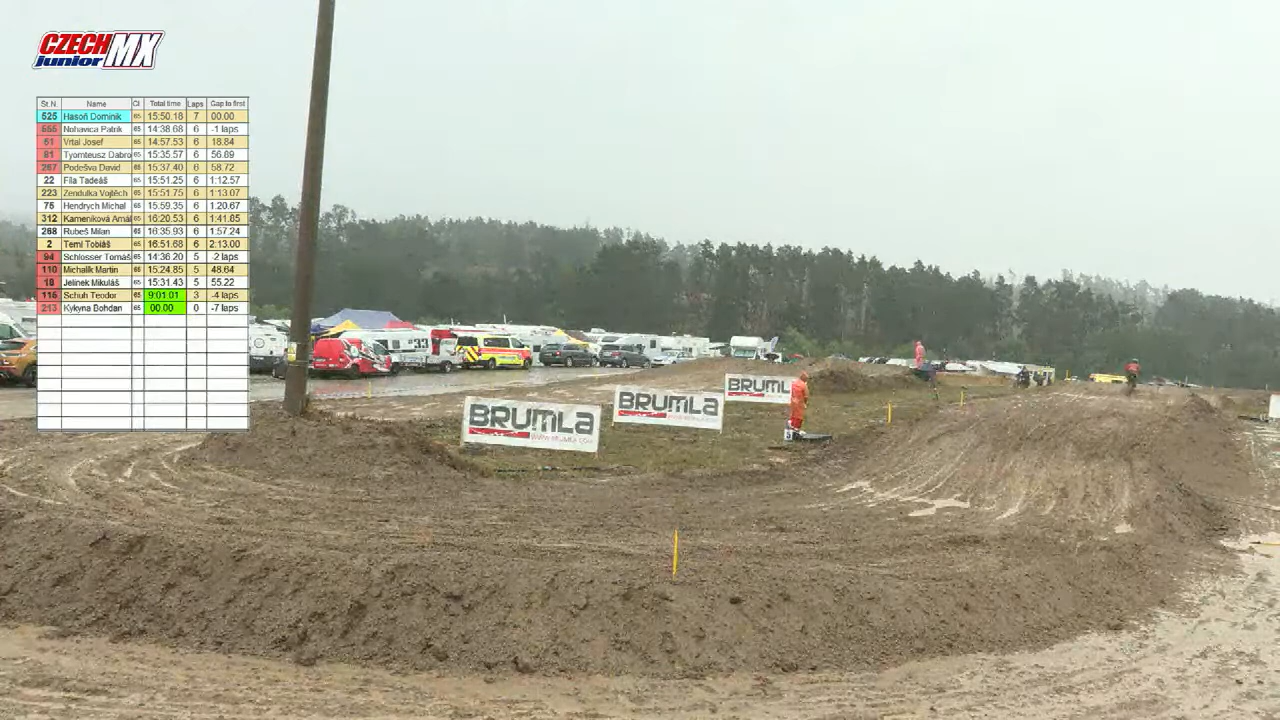 CZECH
junior MX
St.N. Name Cl Total time Laps Gap to first
525 Hasoň Dominik 65 15:50.18 7 00.00
555 Nohavica Patrik 65 14:38.68 6 -1 laps
51 Vrtal Josef 65 14:57.53 6 18.84
81 Tyomteusz Dabro 65 15:35.57 6 56.89
267 Podešva David 65 15:37.40 6 58.72
22 Fila Tadeáš 65 15:51.25 6 1:12.57
223 Zendulka Vojtěch 65 15:51.75 6 1:13.07
75 Hendrych Michal 65 15:59.35 6 1:20.67
312 Kameníková Amál 65 16:20.53 6 1:41.85
268 Rubeš Milan 65 16:35.93 6 1:57.24
2 Teml Tobiáš 65 16:51.68 6 2:13.00
94 Schlosser Tomáš 65 14:36.20 5 -2 laps
110 Michalík Martin 65 15:24.85 5 48.64
18 Jelínek Mikuláš 65 15:31.43 5 55.22
115 Schuh Teodor 65 9:01.01 3 -4 laps
213 Kykyna Bohdan 65 00.00 0 -7 laps
#33
BRUMLA
WWW.BRUMLA.COM
BRUMLA
BRUMLA
3